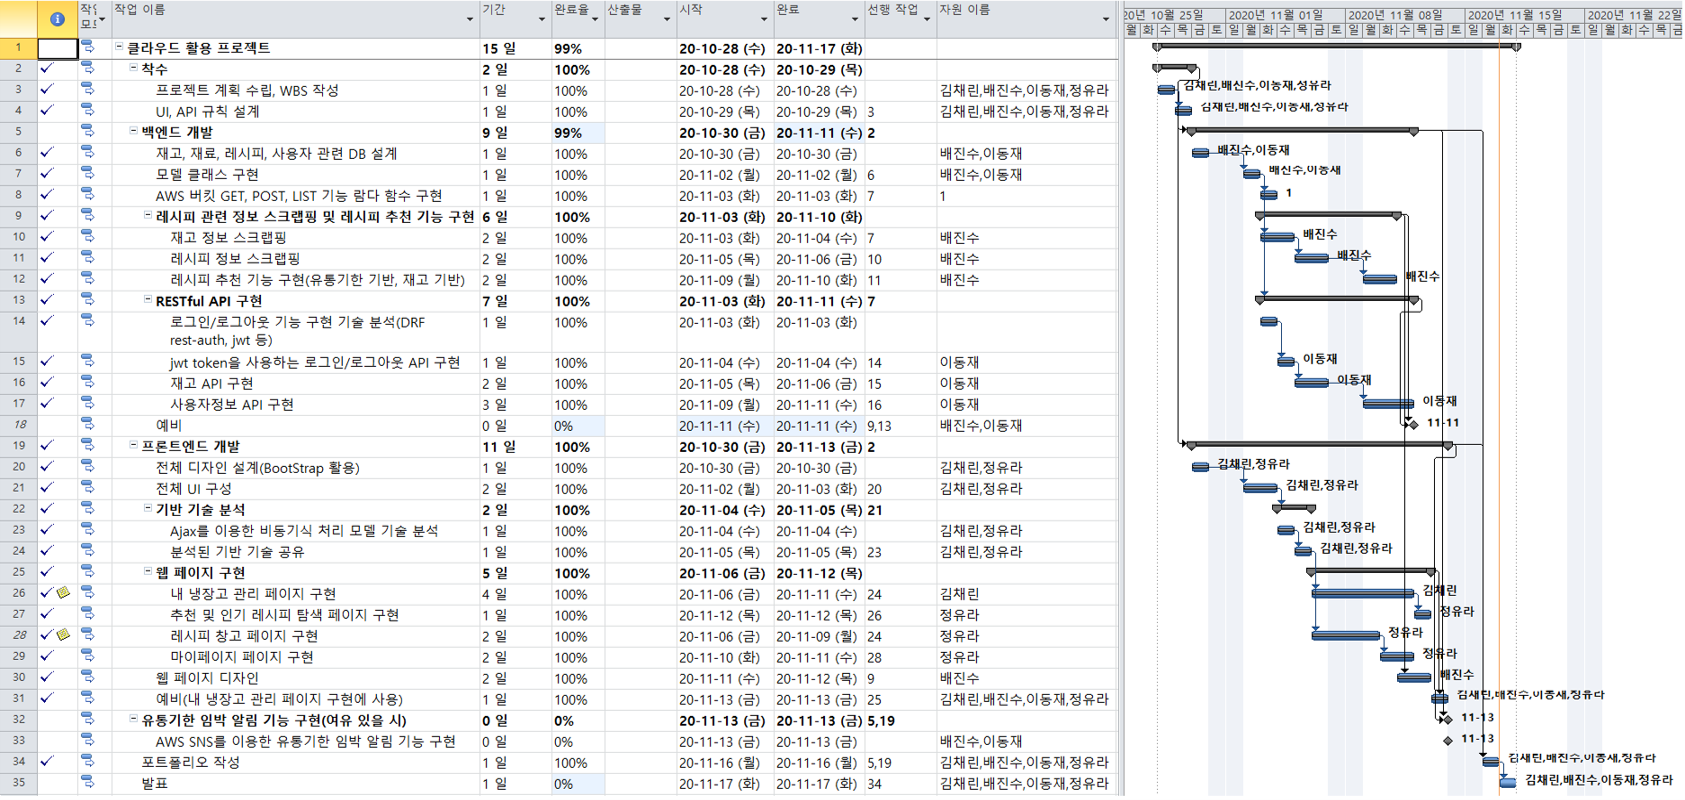 작업 모드 작업 이름 기간 완료율 산출물 시작 완료 선행 작업 자원 이름
20년 10월 25일 2020년 11월 01일 2020년 11월 08일 2020년 11월 15일 2020년 11월 22일
월 화 수 목 금 토 일 월 화 수 목 금 토 일 월 화 수 목 금 토 일 월 화 수 목 금 토 일 월 화 수 목 금
1 클라우드 활용 프로젝트 15 일 99% 20-10-28 (수) 20-11-17 (화)
2 착수 2 일 100% 20-10-28 (수) 20-10-29 (목)
3 프로젝트 계획 수립, WBS 작성 1 일 100% 20-10-28 (수) 20-10-28 (수) 김채린,배진수,이동재,정유라 김채린,배진수,이동재,정유라
4 UI, API 규칙 설계 1 일 100% 20-10-29 (목) 20-10-29 (목) 3 김채린,배진수,이동재,정유라 김채린,배진수,이동재,정유라
5 백엔드 개발 9 일 99% 20-10-30 (금) 20-11-11 (수) 2
6 재고, 재료, 레시피, 사용자 관련 DB 설계 1 일 100% 20-10-30 (금) 20-10-30 (금) 배진수,이동재 배진수,이동재
7 모델 클래스 구현 1 일 100% 20-11-02 (월) 20-11-02 (월) 6 배진수,이동재 배진수,이동재
8 AWS 버킷 GET, POST, LIST 기능 람다 함수 구현 1 일 100% 20-11-03 (화) 20-11-03 (화) 7 1 1
9 레시피 관련 정보 스크랩핑 및 레시피 추천 기능 구현 6 일 100% 20-11-03 (화) 20-11-10 (화)
10 재고 정보 스크랩핑 2 일 100% 20-11-03 (화) 20-11-04 (수) 7 배진수 배진수
11 레시피 정보 스크랩핑 2 일 100% 20-11-05 (목) 20-11-06 (금) 10 배진수 배진수
12 레시피 추천 기능 구현(유통기한 기반, 재고 기반) 2 일 100% 20-11-09 (월) 20-11-10 (화) 11 배진수 배진수
13 RESTful API 구현 7 일 100% 20-11-03 (화) 20-11-11 (수) 7
14 로그인/로그아웃 기능 구현 기술 분석(DRF 1 일 100% 20-11-03 (화) 20-11-03 (화)
rest-auth, jwt 등)
15 jwt token을 사용하는 로그인/로그아웃 API 구현 1 일 100% 20-11-04 (수) 20-11-04 (수) 14 이동재 이동재
16 재고 API 구현 2 일 100% 20-11-05 (목) 20-11-06 (금) 15 이동재 이동재
17 사용자정보 API 구현 3 일 100% 20-11-09 (월) 20-11-11 (수) 16 이동재 이동재
18 예비 0 일 0% 20-11-11 (수) 20-11-11 (수) 9,13 배진수,이동재 11-11
19 프론트엔드 개발 11 일 100% 20-10-30 (금) 20-11-13 (금) 2
20 전체 디자인 설계(BootStrap 활용) 1 일 100% 20-10-30 (금) 20-10-30 (금) 김채린,정유라 김채린,정유라
21 전체 UI 구성 2 일 100% 20-11-02 (월) 20-11-03 (화) 20 김채린,정유라 김채린,정유라
22 기반 기술 분석 2 일 100% 20-11-04 (수) 20-11-05 (목) 21
23 Ajax를 이용한 비동기식 처리 모델 기술 분석 1 일 100% 20-11-04 (수) 20-11-04 (수) 김채린,정유라 김채린,정유라
24 분석된 기반 기술 공유 1 일 100% 20-11-05 (목) 20-11-05 (목) 23 김채린,정유라 김채린,정유라
25 웹 페이지 구현 5 일 100% 20-11-06 (금) 20-11-12 (목)
26 내 냉장고 관리 페이지 구현 4 일 100% 20-11-06 (금) 20-11-11 (수) 24 김채린 김채린
27 추천 및 인기 레시피 탐색 페이지 구현 1 일 100% 20-11-12 (목) 20-11-12 (목) 26 정유라 정유라
28 레시피 창고 페이지 구현 2 일 100% 20-11-06 (금) 20-11-09 (월) 24 정유라 정유라
29 마이페이지 페이지 구현 2 일 100% 20-11-10 (화) 20-11-11 (수) 28 정유라 정유라
30 웹 페이지 디자인 2 일 100% 20-11-11 (수) 20-11-12 (목) 9 배진수 배진수
31 예비(내 냉장고 관리 페이지 구현에 사용) 1 일 100% 20-11-13 (금) 20-11-13 (금) 25 김채린,배진수,이동재,정유라 김채린,배진수,이동재,정유라
32 유통기한 임박 알림 기능 구현(여유 있을 시) 0 일 0% 20-11-13 (금) 20-11-13 (금) 5,19 11-13
33 AWS SNS를 이용한 유통기한 임박 알림 기능 구현 0 일 0% 20-11-13 (금) 20-11-13 (금) 배진수,이동재 11-13
34 포트폴리오 작성 1 일 100% 20-11-16 (월) 20-11-16 (월) 5,19 김채린,배진수,이동재,정유라 김채린,배진수,이동재,정유라
35 발표 1 일 0% 20-11-17 (화) 20-11-17 (화) 34 김채린,배진수,이동재,정유라 김채린,배진수,이동재,정유라